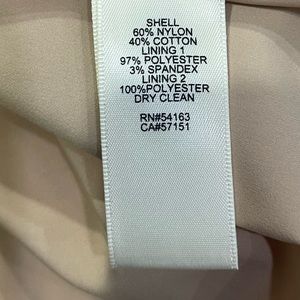 SHELL
60% NYLON
40% COTTON
LINING 1
97% POLYESTER
3% SPANDEX
LINING 2
100%POLYESTER
DRY CLEAN
RN#54163
CA#57151